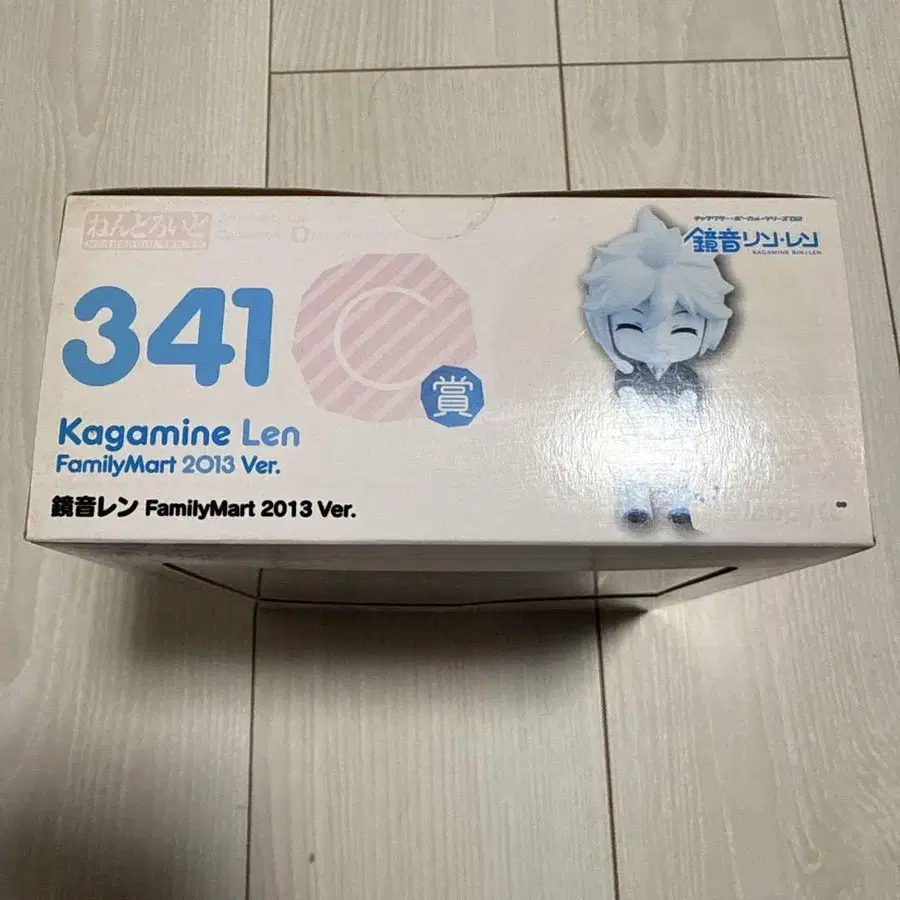 ねんどろいど
341
C
賞
Kagamine Len
FamilyMart 2013 Ver.
鏡音レン FamilyMart 2013 Ver.
キャラクター・ボーカル・シリーズ02
鏡音リン・レン
KAGAMINE RIN/LEN